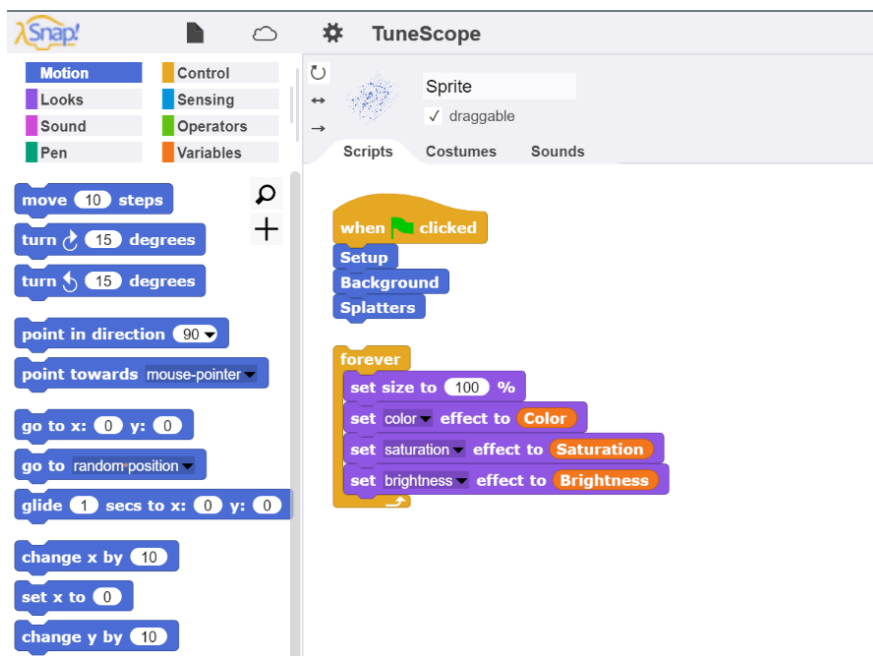 λSnap!
TuneScope
Motion
Control
Looks
Sensing
Sound
Operators
Pen
Variables
Sprite
draggable
Scripts
Costumes
Sounds
move 10 steps
turn 15 degrees
turn 15 degrees
point in direction 90
point towards mouse-pointer
go to x: 0 y: 0
go to random position
glide 1 secs to x: 0 y: 0
change x by 10
set x to 0
change y by 10
when clicked
Setup
Background
Splatters
forever
set size to 100 %
set color effect to Color
set saturation effect to Saturation
set brightness effect to Brightness